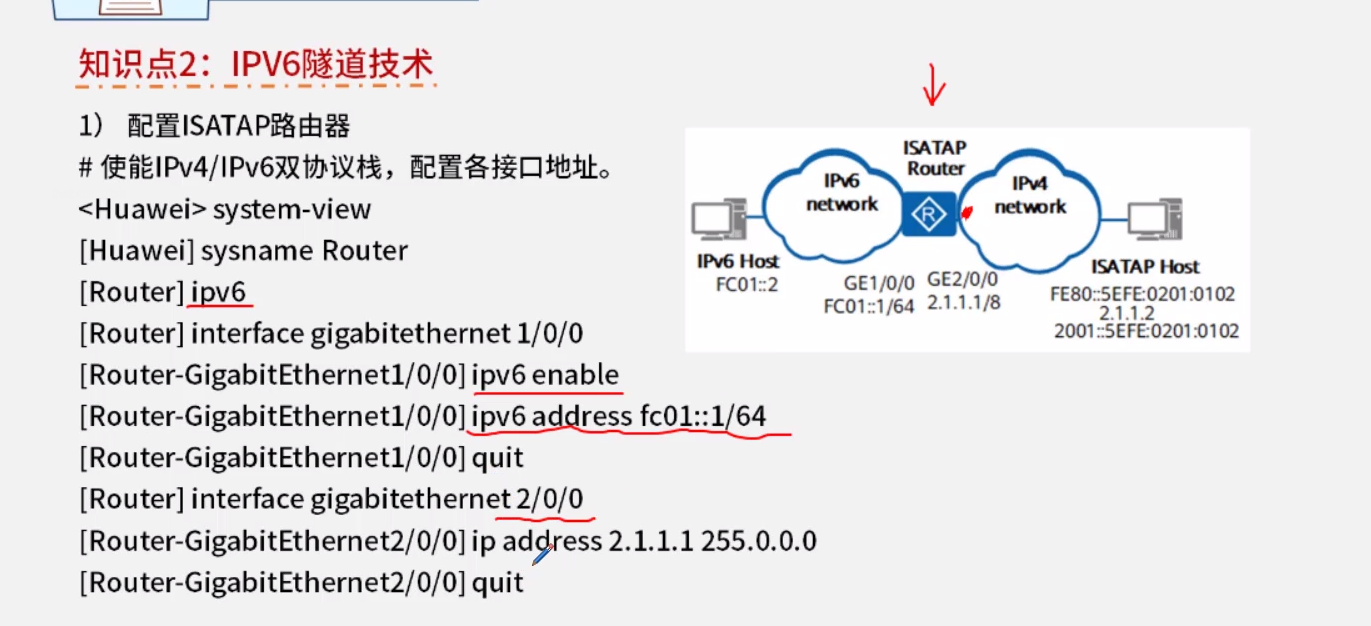 知识点2：IPV6隧道技术
1） 配置ISATAP路由器
# 使能IPv4/IPv6双协议栈，配置各接口地址。
<Huawei> system-view
[Huawei] sysname Router
[Router] ipv6
[Router] interface gigabitethernet 1/0/0
[Router-GigabitEthernet1/0/0] ipv6 enable
[Router-GigabitEthernet1/0/0] ipv6 address fc01::1/64
[Router-GigabitEthernet1/0/0] quit
[Router] interface gigabitethernet 2/0/0
[Router-GigabitEthernet2/0/0] ip address 2.1.1.1 255.0.0.0
[Router-GigabitEthernet2/0/0] quit
ISATAP
Router
IPv6
network
R
IPv4
network
IPv6 Host
FC01::2
GE1/0/0
FC01::1/64
GE2/0/0
2.1.1.1/8
ISATAP Host
FE80::5EFE:0201:0102
2.1.1.2
2001::5EFE:0201:0102